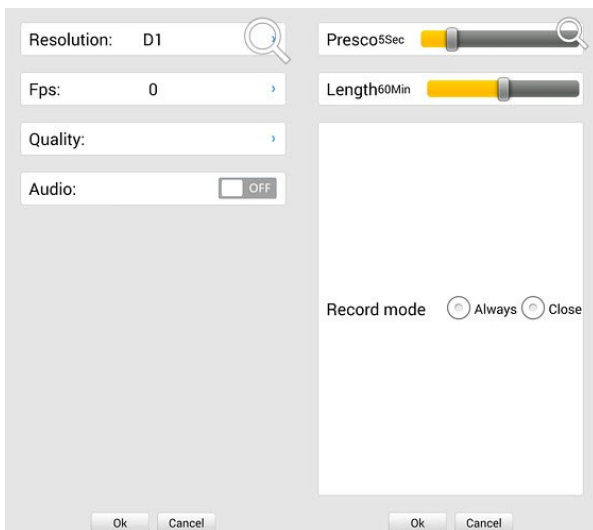 Resolution: D1
Fps: 0
Quality:
Audio: OFF
Ok Cancel
Presco5Sec
Length60Min
Record mode Always Close
Ok Cancel